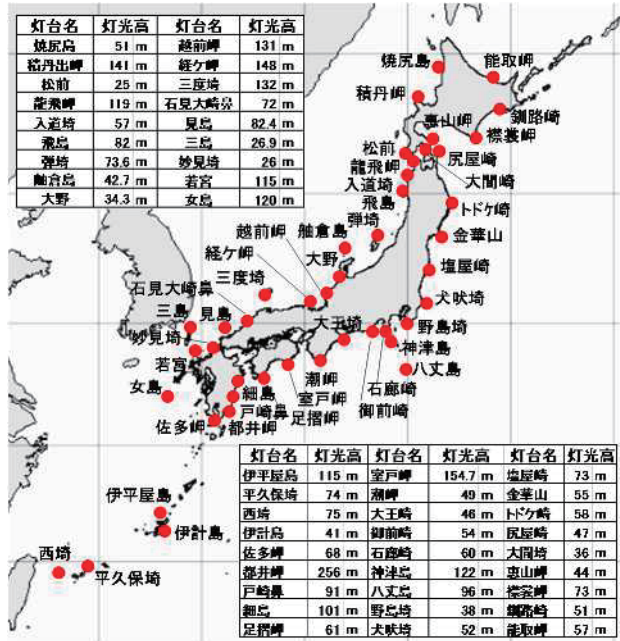 灯台名 灯光高 灯台名 灯光高
焼尻島 51 m 越前岬 131 m
積丹出岬 141 m 経ケ岬 148 m
松前 25 m 三度埼 132 m
龍飛岬 119 m 石見大崎鼻 72 m
入道埼 57 m 見島 82.4 m
飛島 82 m 三島 26.9 m
弾埼 73.6 m 妙見埼 26 m
舳倉島 42.7 m 若宮 115 m
大野 34.3 m 女島 120 m
焼尻島
能取岬
積丹岬
釧路埼
恵山岬
襟裳岬
松前
龍飛岬
尻屋埼
大間崎
入道埼
飛島
トドケ崎
弾埼
舳倉島
越前岬
大野
金華山
経ケ岬
塩屋埼
三度埼
石見大崎鼻
犬吠埼
三島
見島
大王埼
野島埼
妙見埼
神津島
若宮
潮岬
八丈島
女島
細島
室戸岬
石廊崎
御前崎
戸崎鼻
足摺岬
佐多岬
都井岬
伊平屋島
伊計島
西埼
平久保埼
灯台名 灯光高 灯台名 灯光高 灯台名 灯光高
伊平屋島 115 m 室戸岬 154.7 m 塩屋崎 73 m
平久保埼 74 m 潮岬 49 m 金華山 55 m
西埼 75 m 大王崎 46 m トドケ崎 58 m
伊計島 41 m 御前崎 54 m 尻屋崎 47 m
佐多岬 68 m 石廊崎 60 m 大間埼 36 m
都井岬 256 m 神津島 122 m 恵山岬 44 m
戸崎鼻 91 m 八丈島 96 m 襟裳岬 73 m
細島 101 m 野島埼 38 m 釧路崎 51 m
足摺岬 61 m 犬吠埼 52 m 能取岬 57 m